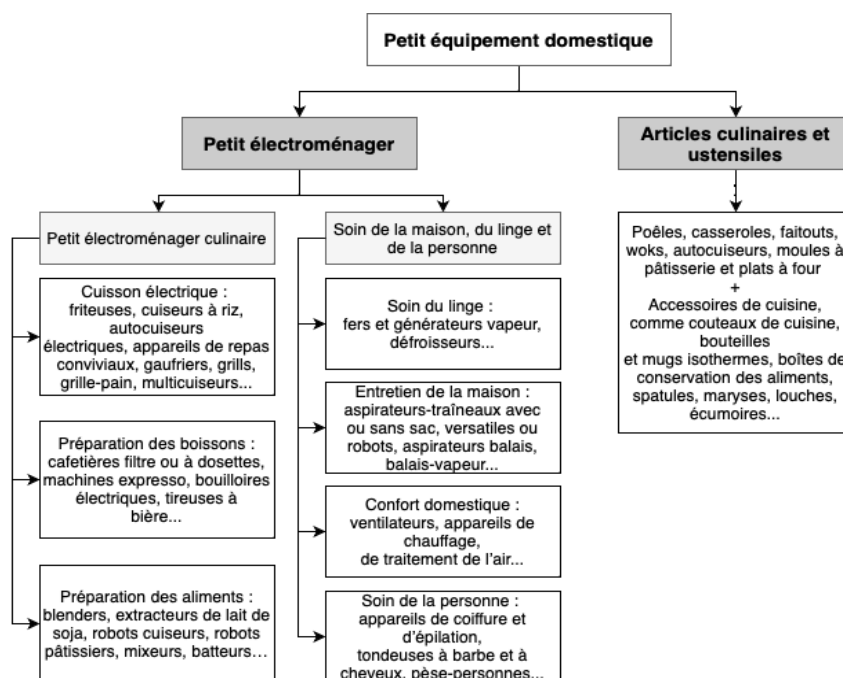 Petit équipement domestique
Petit électroménager
Articles culinaires et
ustensiles
Petit électroménager culinaire
Soin de la maison, du linge et
de la personne
Cuisson électrique :
friteuses, cuiseurs à riz,
autocuiseurs
électriques, appareils de repas
conviviaux, gaufriers, grills,
grille-pain, multicuiseurs...
Préparation des boissons :
cafetières filtre ou à dosettes,
machines expresso, bouilloires
électriques, tireuses à
bière...
Préparation des aliments :
blenders, extracteurs de lait de
soja, robots cuiseurs, robots
pâtissiers, mixeurs, batteurs…
Soin du linge :
fers et générateurs vapeur,
défroisseurs...
Entretien de la maison :
aspirateurs-traîneaux avec
ou sans sac, versatiles ou
robots, aspirateurs balais,
balais-vapeur...
Confort domestique :
ventilateurs, appareils de
chauffage,
de traitement de l'air...
Soin de la personne :
appareils de coiffure et
d'épilation,
tondeuses à barbe et à
cheveux, pèse-personnes...
Poêles, casseroles, faitouts,
woks, autocuiseurs, moules à
pâtisserie et plats à four
+
Accessoires de cuisine,
comme couteaux de cuisine,
bouteilles
et mugs isothermes, boîtes de
conservation des aliments,
spatules, maryses, louches,
écumoires...